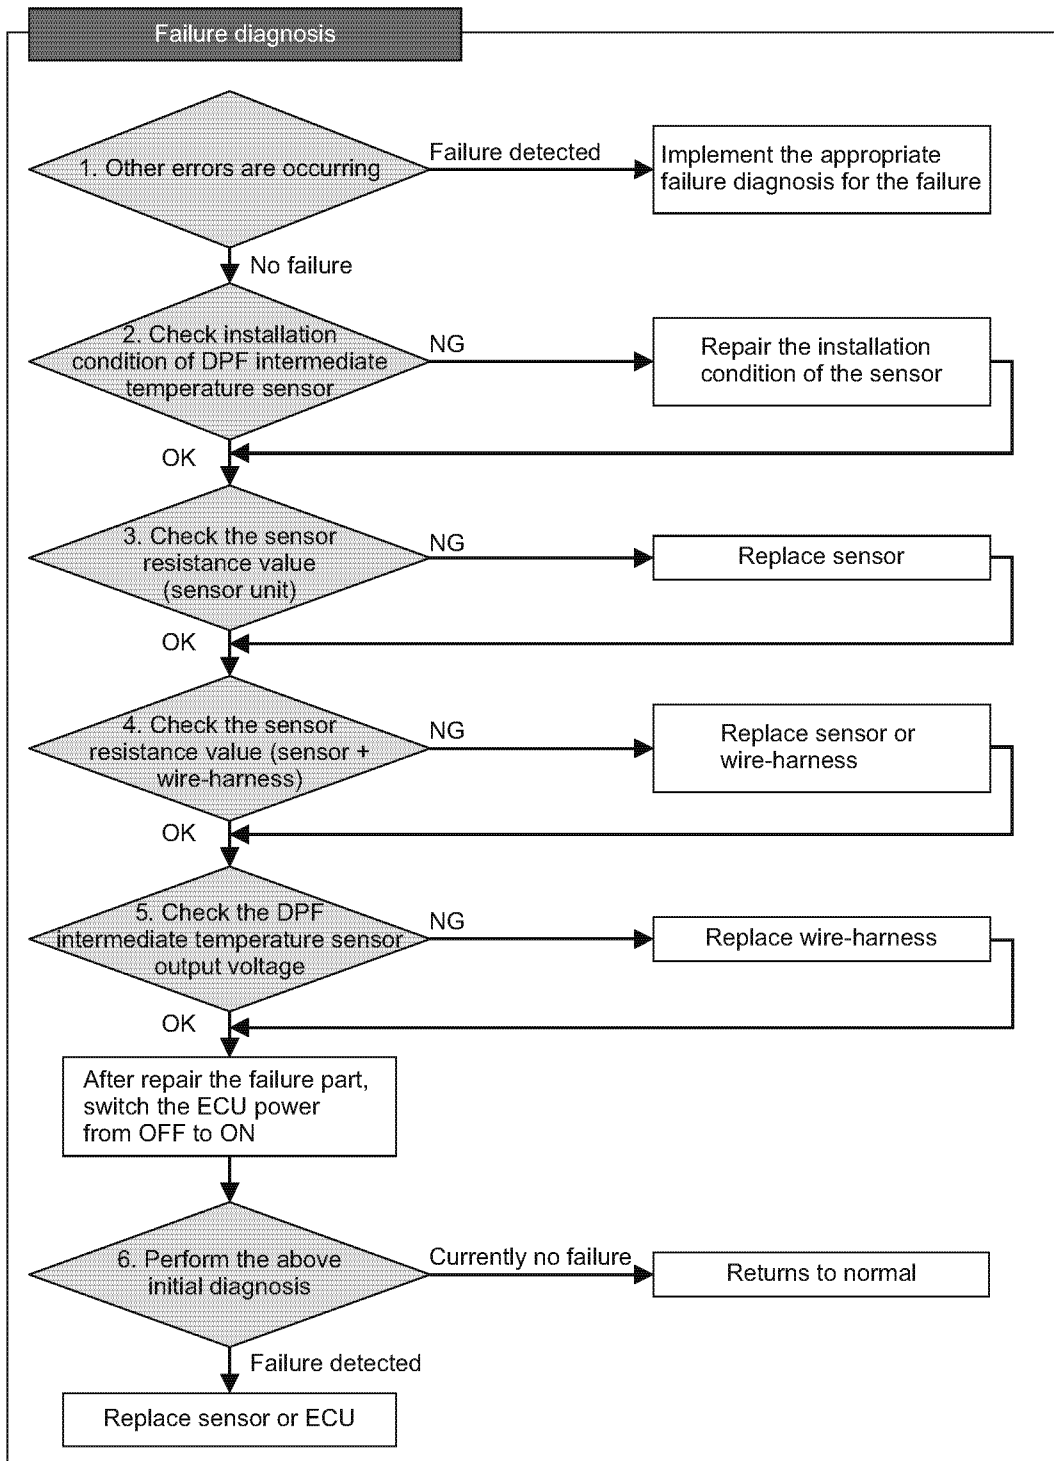 Failure diagnosis
1. Other errors are occurring
Failure detected
Implement the appropriate
failure diagnosis for the failure
No failure
2. Check installation
condition of DPF intermediate
temperature sensor
NG
Repair the installation
condition of the sensor
OK
3. Check the sensor
resistance value
(sensor unit)
NG
Replace sensor
OK
4. Check the sensor
resistance value (sensor +
wire-harness)
NG
Replace sensor or
wire-harness
OK
5. Check the DPF
intermediate temperature sensor
output voltage
NG
Replace wire-harness
OK
After repair the failure part,
switch the ECU power
from OFF to ON
6. Perform the above
initial diagnosis
Currently no failure
Returns to normal
Failure detected
Replace sensor or ECU